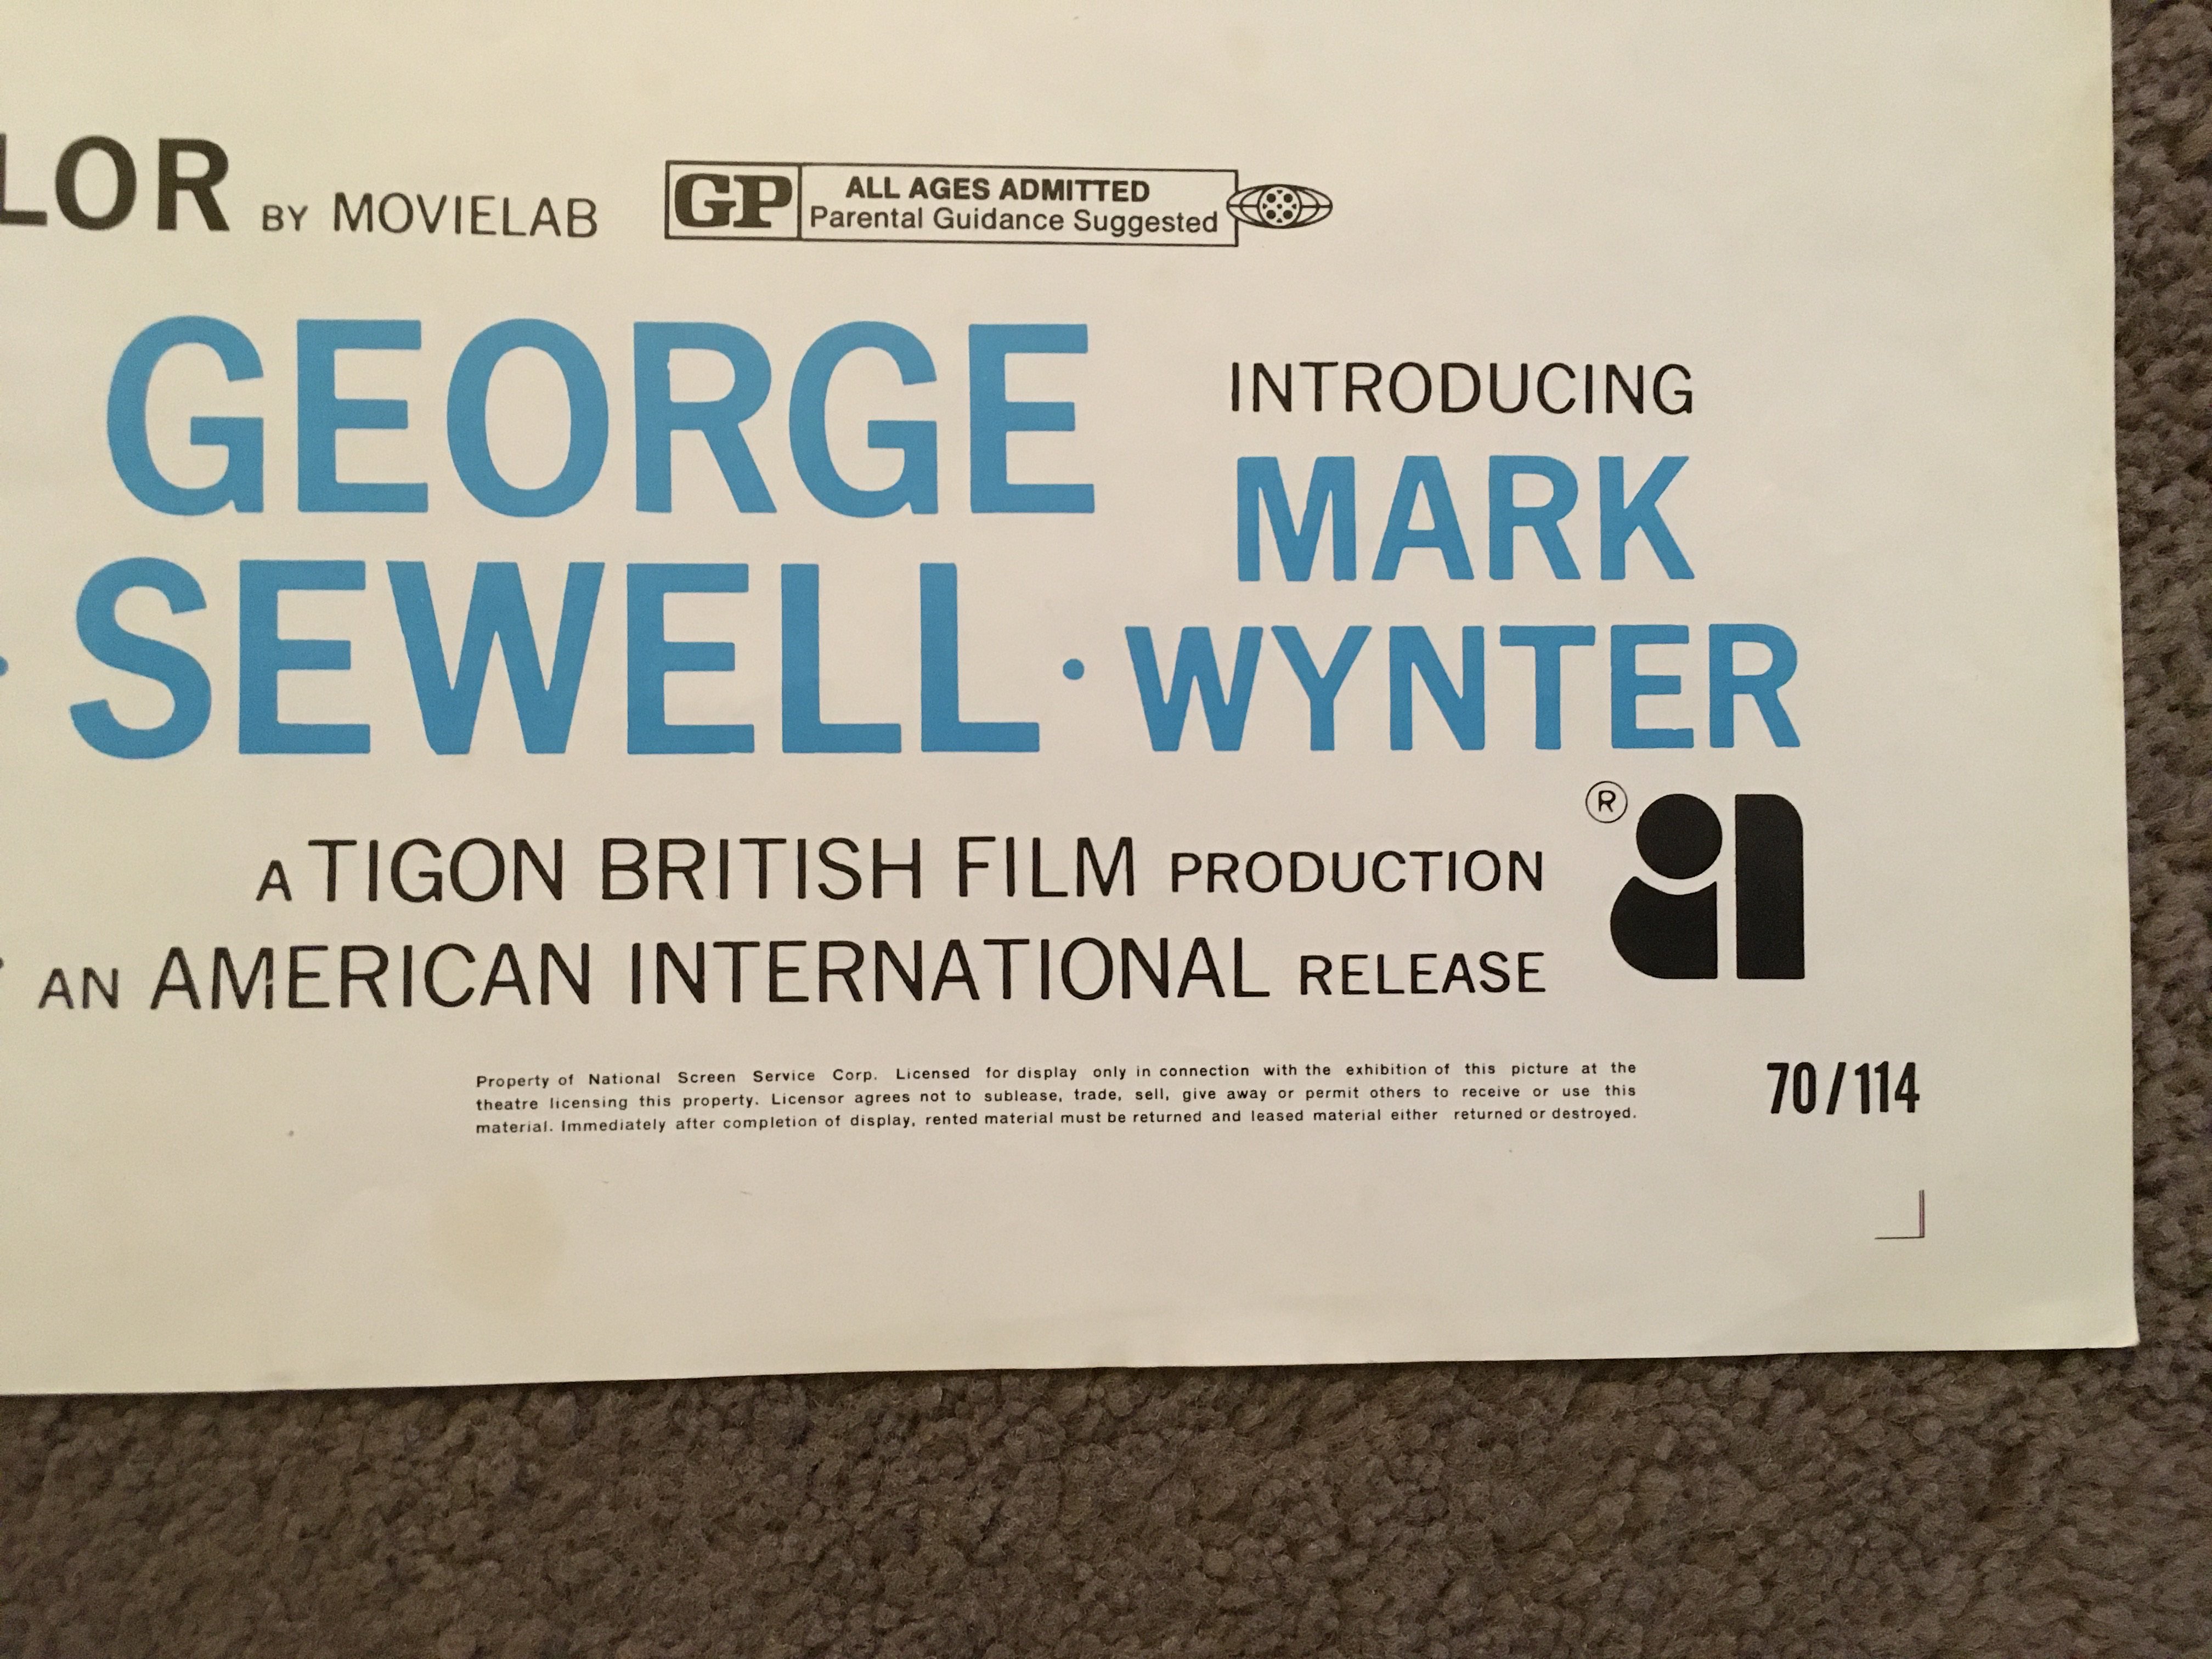 LOR BY MOVIELAB
GP ALL AGES ADMITTED
Parental Guidance Suggested
GEORGE
SEWELL ·
INTRODUCING
MARK
WYNTER
A TIGON BRITISH FILM PRODUCTION
AN AMERICAN INTERNATIONAL RELEASE
® ai
Property of National Screen Service Corp. Licensed for display only in connection with the exhibition of this picture at the
theatre licensing this property. Licensor agrees not to sublease, trade, sell, give away or permit others to receive or use this
material. Immediately after completion of display, rented material must be returned and leased material either returned or destroyed.
70/114